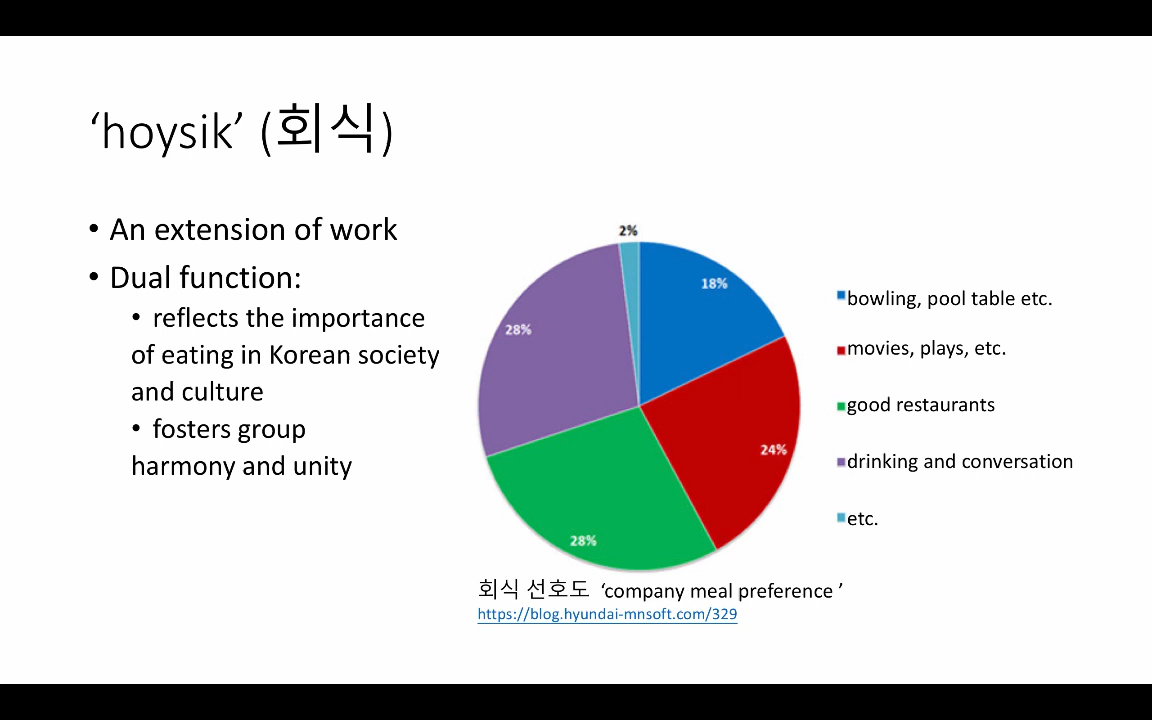 ‘hoysik’ (회식)
• An extension of work
• Dual function:
• reflects the importance
of eating in Korean society
and culture
• fosters group
harmony and unity
2%
18%
28%
24%
28%
bowling, pool table etc.
movies, plays, etc.
good restaurants
drinking and conversation
etc.
회식 선호도 ‘company meal preference ’
https://blog.hyundai-mnsoft.com/329